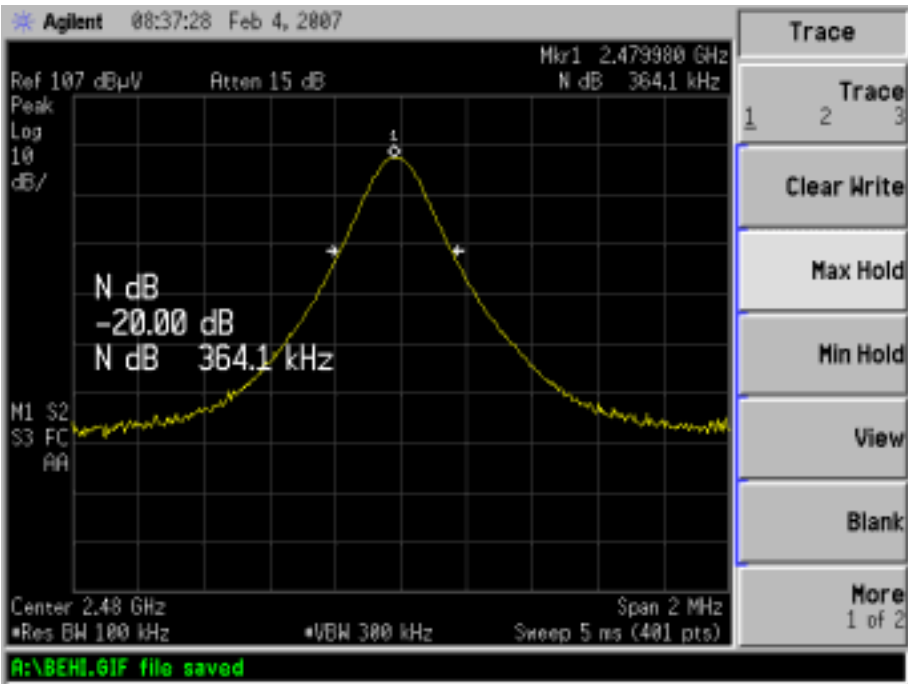 Agilent 08:37:28 Feb 4, 2007
Mkr1 2.479980 GHz
Ref 107 dBµV Atten 15 dB N dB 364.1 kHz
Peak
Log
10
dB/
1
N dB
-20.00 dB
N dB 364.1 kHz
M1 S2
S3 FC
AA
Center 2.48 GHz Span 2 MHz
*Res BW 100 kHz *VBW 300 kHz Sweep 5 ms (401 pts)
A:\BEHI.GIF file saved
Trace
Trace
1 2 3
Clear Write
Max Hold
Min Hold
View
Blank
More
1 of 2